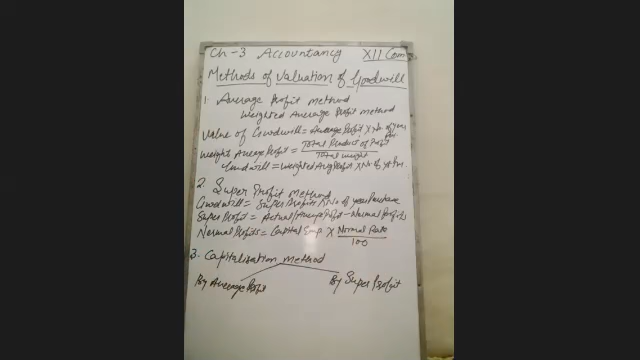 Ch-3 Accountancy XII Com
Methods of Valuation of Goodwill
1. Average Profit method
Weighted Average Profit method
Value of Goodwill = Average Profit X No. of Years Pur.
Weight Average Profit = Total Product of Profit / Total weight
Goodwill = Weighted Avg Profit X No. of Yr Pur.
2. Super Profit Method
Goodwill = Super Profits X No of year Purchase
Super Profit = Actual/Average Profit - Normal Profits
Normal Profits = Capital Emp X Normal Rate / 100
3. Capitalisation Method
By Average Profit By Super Profit